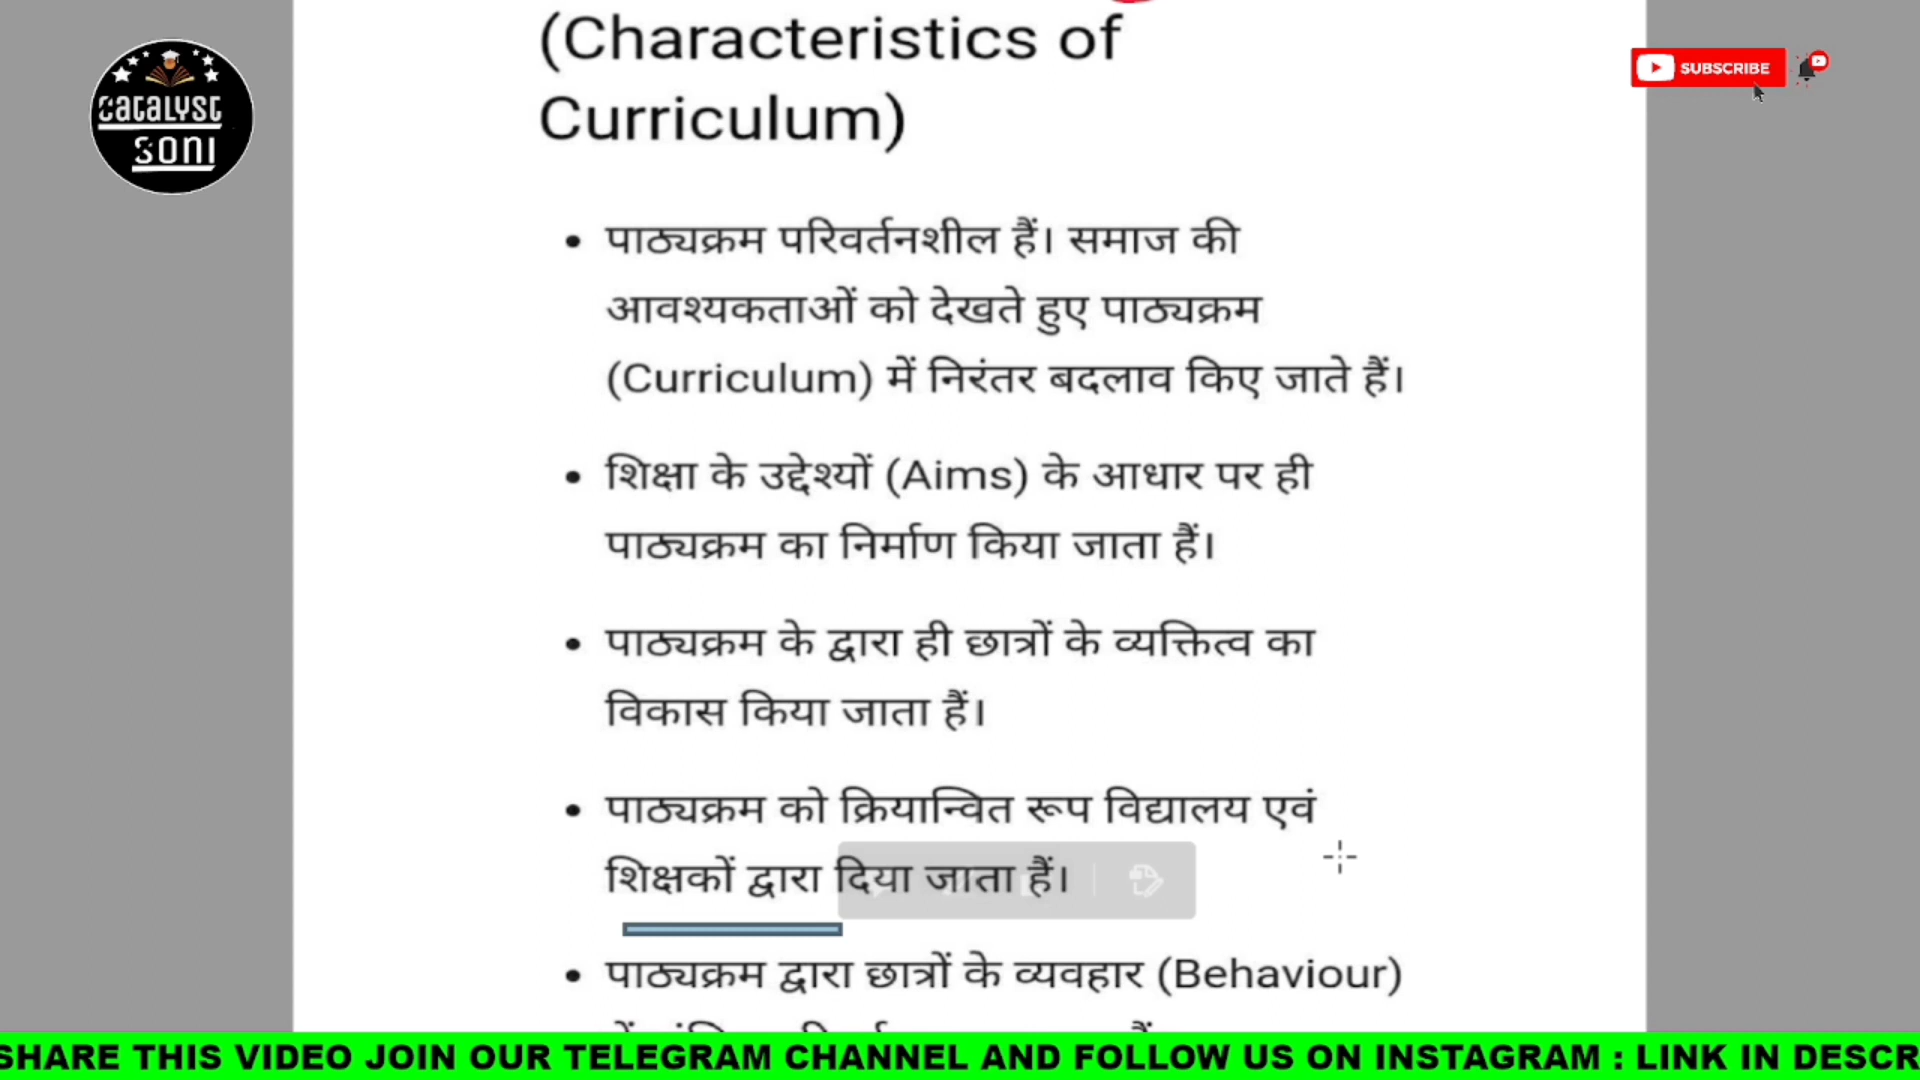 (Characteristics of
Curriculum)
catalyst
soni
SUBSCRIBE
• पाठ्यक्रम परिवर्तनशील हैं। समाज की
आवश्यकताओं को देखते हुए पाठ्यक्रम
(Curriculum) में निरंतर बदलाव किए जाते हैं।
• शिक्षा के उद्देश्यों (Aims) के आधार पर ही
पाठ्यक्रम का निर्माण किया जाता हैं।
• पाठ्यक्रम के द्वारा ही छात्रों के व्यक्तित्व का
विकास किया जाता हैं।
• पाठ्यक्रम को क्रियान्वित रूप विद्यालय एवं
शिक्षकों द्वारा दिया जाता हैं।
• पाठ्यक्रम द्वारा छात्रों के व्यवहार (Behaviour)
SHARE THIS VIDEO JOIN OUR TELEGRAM CHANNEL AND FOLLOW US ON INSTAGRAM : LINK IN DESCR